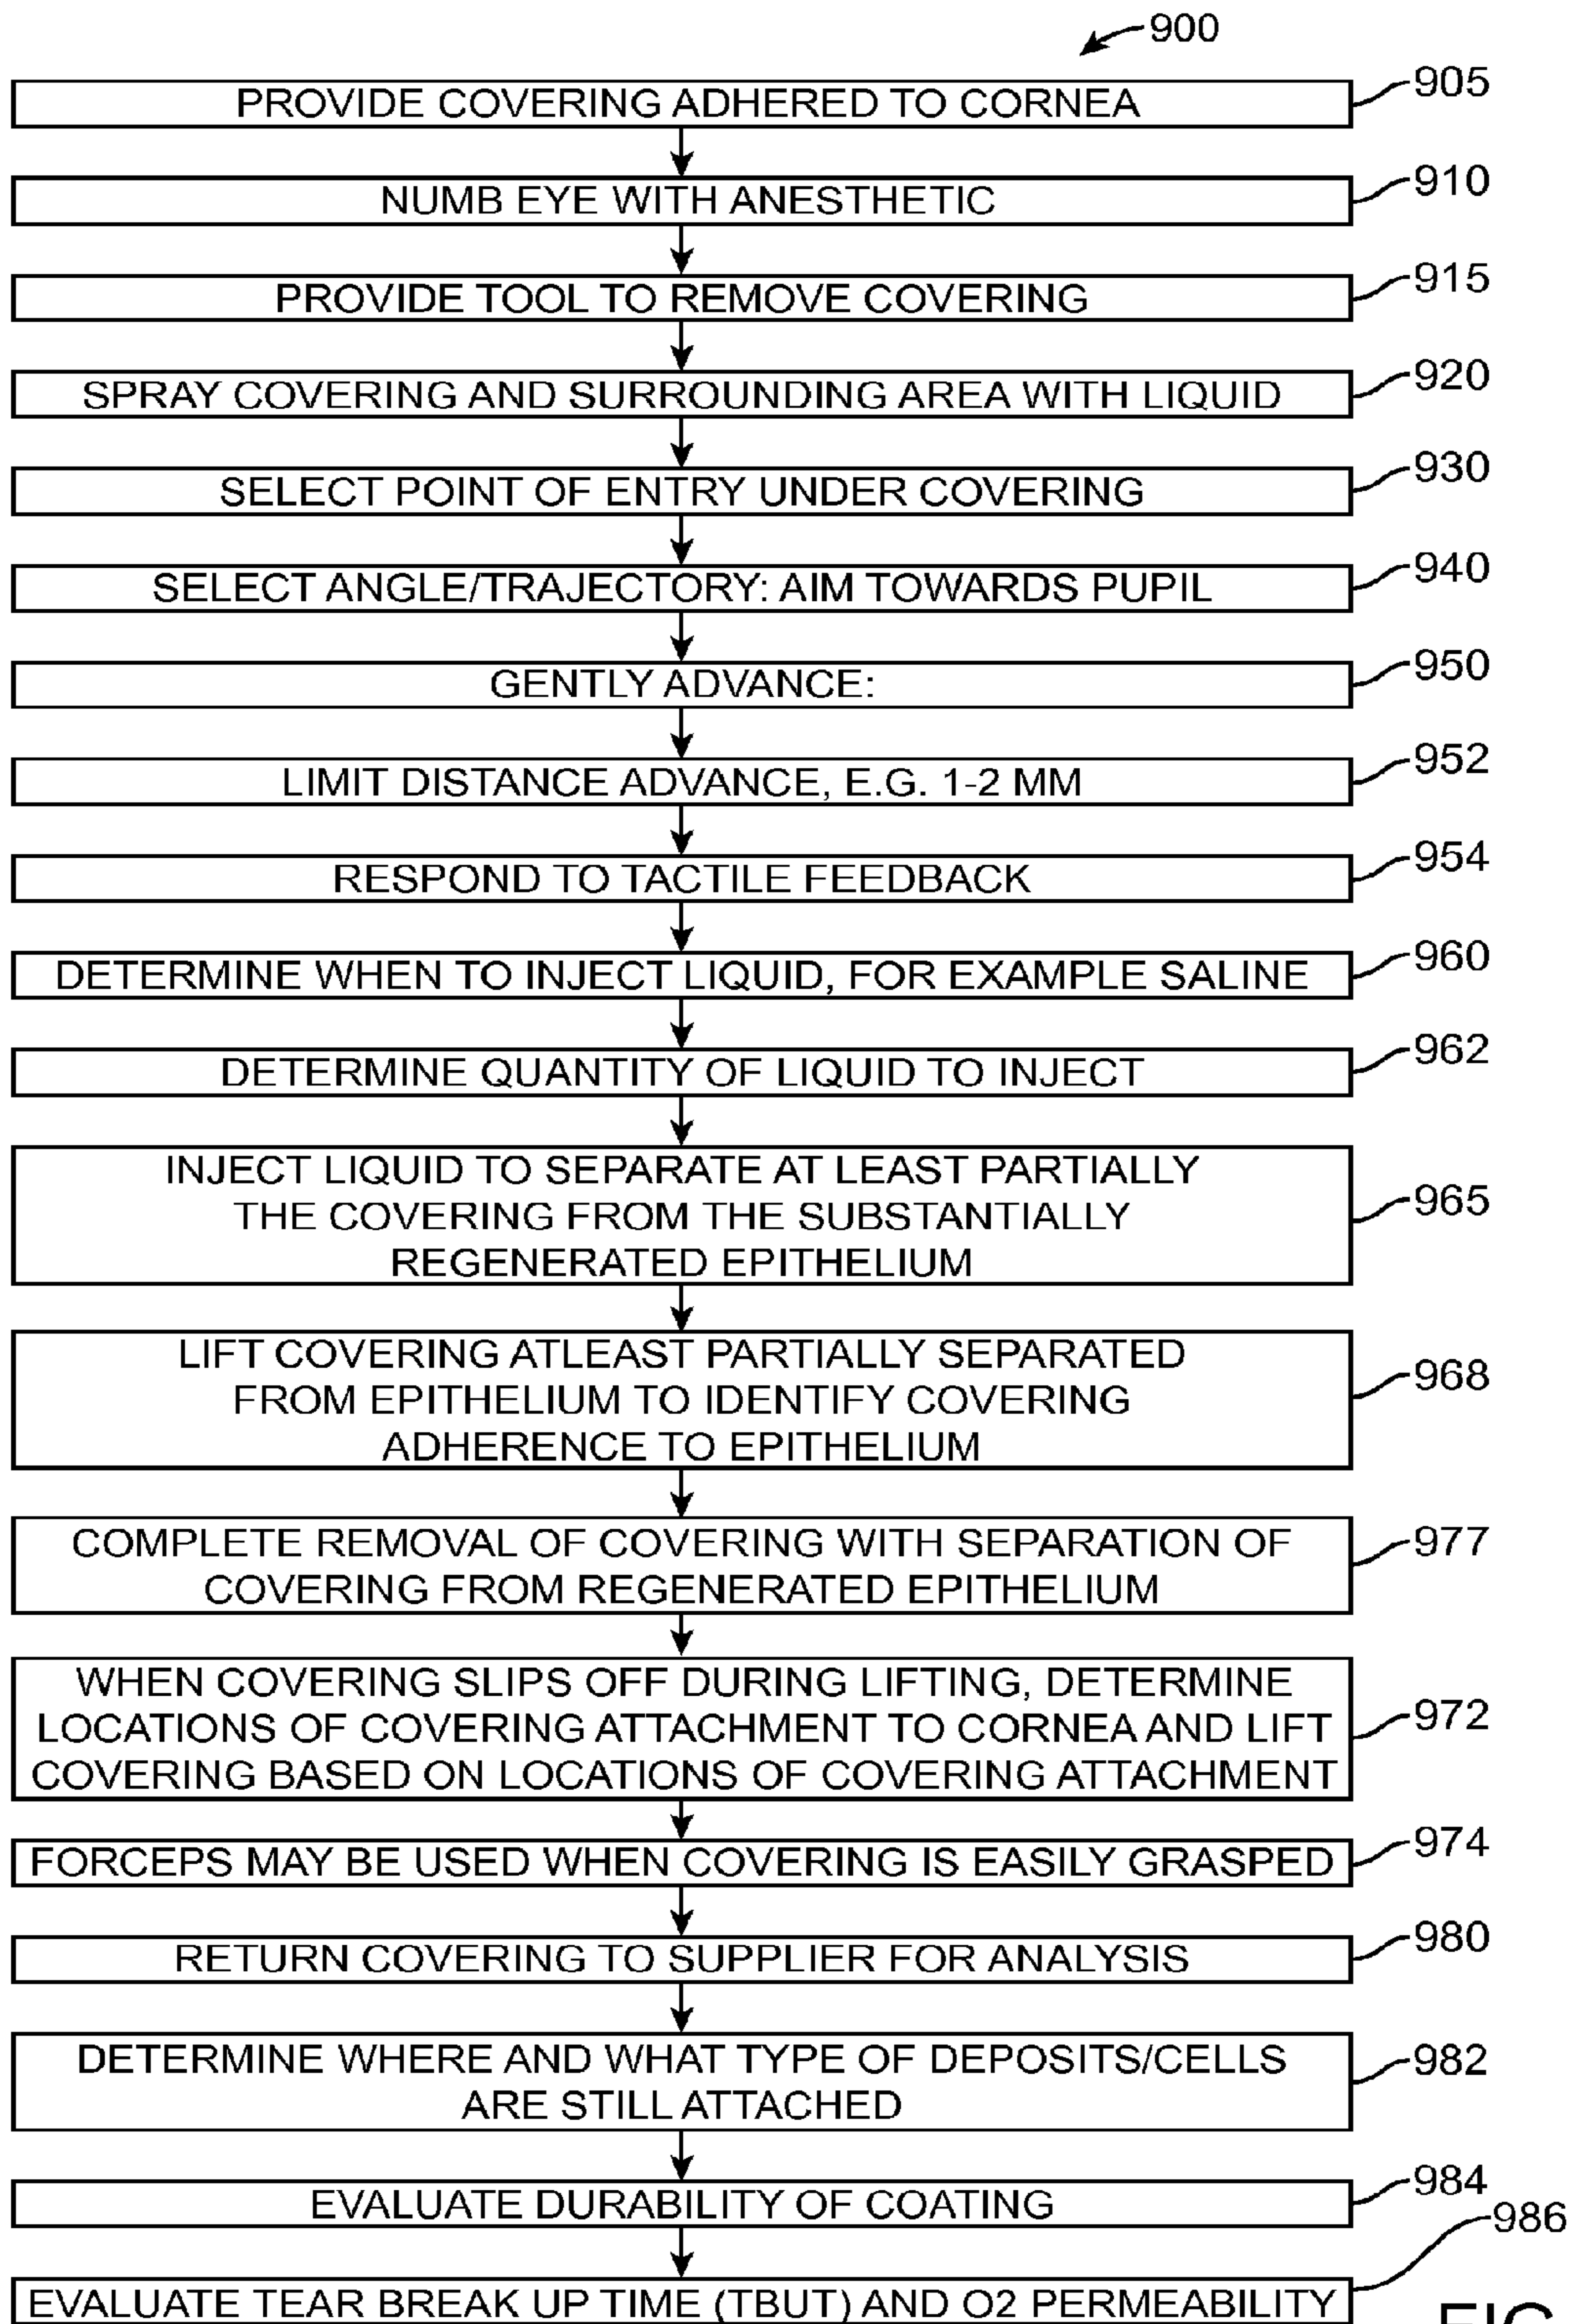 900
PROVIDE COVERING ADHERED TO CORNEA
905
NUMB EYE WITH ANESTHETIC
910
PROVIDE TOOL TO REMOVE COVERING
915
SPRAY COVERING AND SURROUNDING AREA WITH LIQUID
920
SELECT POINT OF ENTRY UNDER COVERING
930
SELECT ANGLE/TRAJECTORY: AIM TOWARDS PUPIL
940
GENTLY ADVANCE:
950
LIMIT DISTANCE ADVANCE, E.G. 1-2 MM
952
RESPOND TO TACTILE FEEDBACK
954
DETERMINE WHEN TO INJECT LIQUID, FOR EXAMPLE SALINE
960
DETERMINE QUANTITY OF LIQUID TO INJECT
962
INJECT LIQUID TO SEPARATE AT LEAST PARTIALLY
THE COVERING FROM THE SUBSTANTIALLY
REGENERATED EPITHELIUM
965
LIFT COVERING ATLEAST PARTIALLY SEPARATED
FROM EPITHELIUM TO IDENTIFY COVERING
ADHERENCE TO EPITHELIUM
968
COMPLETE REMOVAL OF COVERING WITH SEPARATION OF
COVERING FROM REGENERATED EPITHELIUM
977
WHEN COVERING SLIPS OFF DURING LIFTING, DETERMINE
LOCATIONS OF COVERING ATTACHMENT TO CORNEA AND LIFT
COVERING BASED ON LOCATIONS OF COVERING ATTACHMENT
972
FORCEPS MAY BE USED WHEN COVERING IS EASILY GRASPED
974
RETURN COVERING TO SUPPLIER FOR ANALYSIS
980
DETERMINE WHERE AND WHAT TYPE OF DEPOSITS/CELLS
ARE STILL ATTACHED
982
EVALUATE DURABILITY OF COATING
984
986
EVALUATE TEAR BREAK UP TIME (TBUT) AND O2 PERMEABILITY